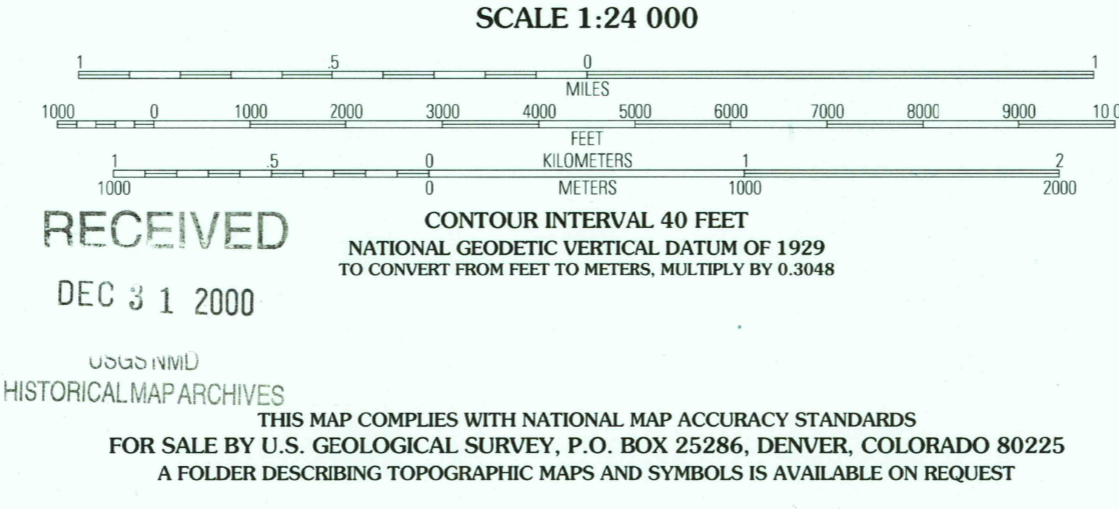 SCALE 1:24 000
1 .5 0 1
MILES
1000 0 1000 2000 3000 4000 5000 6000 7000 8000 9000 10 0
FEET
1 .5 0 KILOMETERS 1 2
1000 0 METERS 1000 2000
RECEIVED
CONTOUR INTERVAL 40 FEET
NATIONAL GEODETIC VERTICAL DATUM OF 1929
TO CONVERT FROM FEET TO METERS, MULTIPLY BY 0.3048
DEC 31 2000
USGS NMD
HISTORICAL MAP ARCHIVES
THIS MAP COMPLIES WITH NATIONAL MAP ACCURACY STANDARDS
FOR SALE BY U.S. GEOLOGICAL SURVEY, P.O. BOX 25286, DENVER, COLORADO 80225
A FOLDER DESCRIBING TOPOGRAPHIC MAPS AND SYMBOLS IS AVAILABLE ON REQUEST